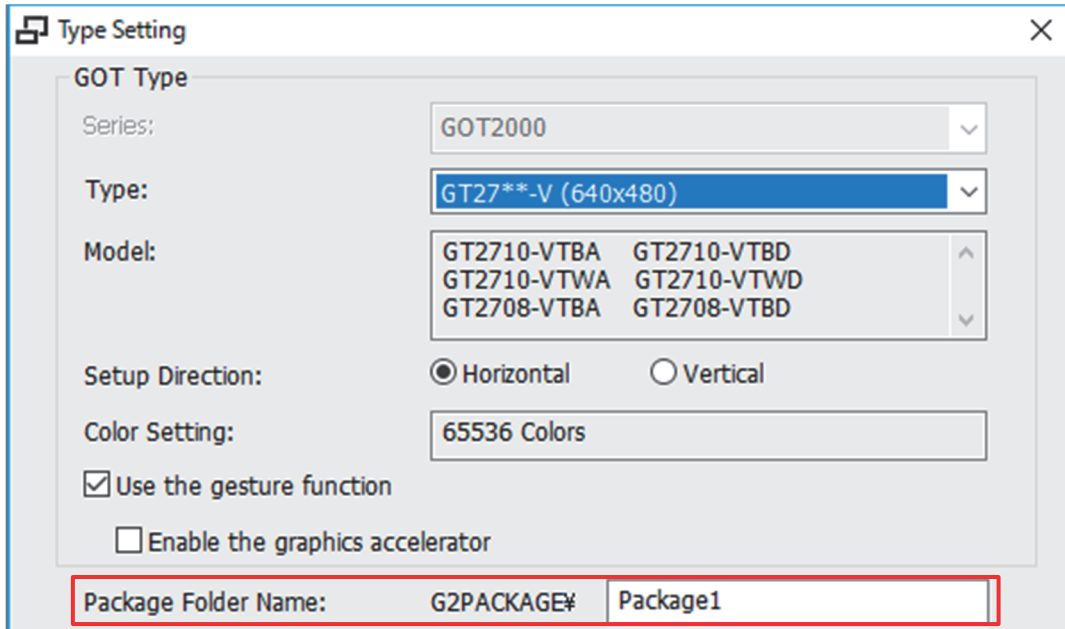 Type Setting
GOT Type
Series: GOT2000
Type: GT27**-V (640x480)
Model: GT2710-VTBA GT2710-VTBD
GT2710-VTWA GT2710-VTWD
GT2708-VTBA GT2708-VTBD
Setup Direction: Horizontal Vertical
Color Setting: 65536 Colors
Use the gesture function
Enable the graphics accelerator
Package Folder Name: G2PACKAGE¥ Package1